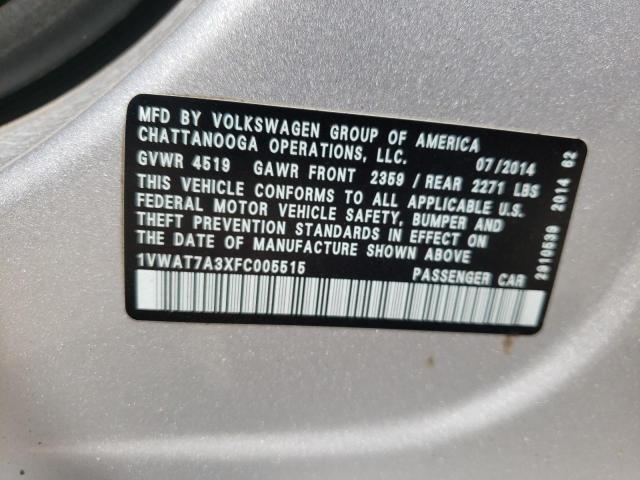 MFD BY VOLKSWAGEN GROUP OF AMERICA
CHATTANOOGA OPERATIONS, LLC. 07/2014
GVWR 4519 GAWR FRONT 2359 / REAR 2271 LBS
THIS VEHICLE CONFORMS TO ALL APPLICABLE U.S.
FEDERAL MOTOR VEHICLE SAFETY, BUMPER AND
THEFT PREVENTION STANDARDS IN EFFECT ON
THE DATE OF MANUFACTURE SHOWN ABOVE
1VWAT7A3XFC005515 PASSENGER CAR
2910539 2014 62